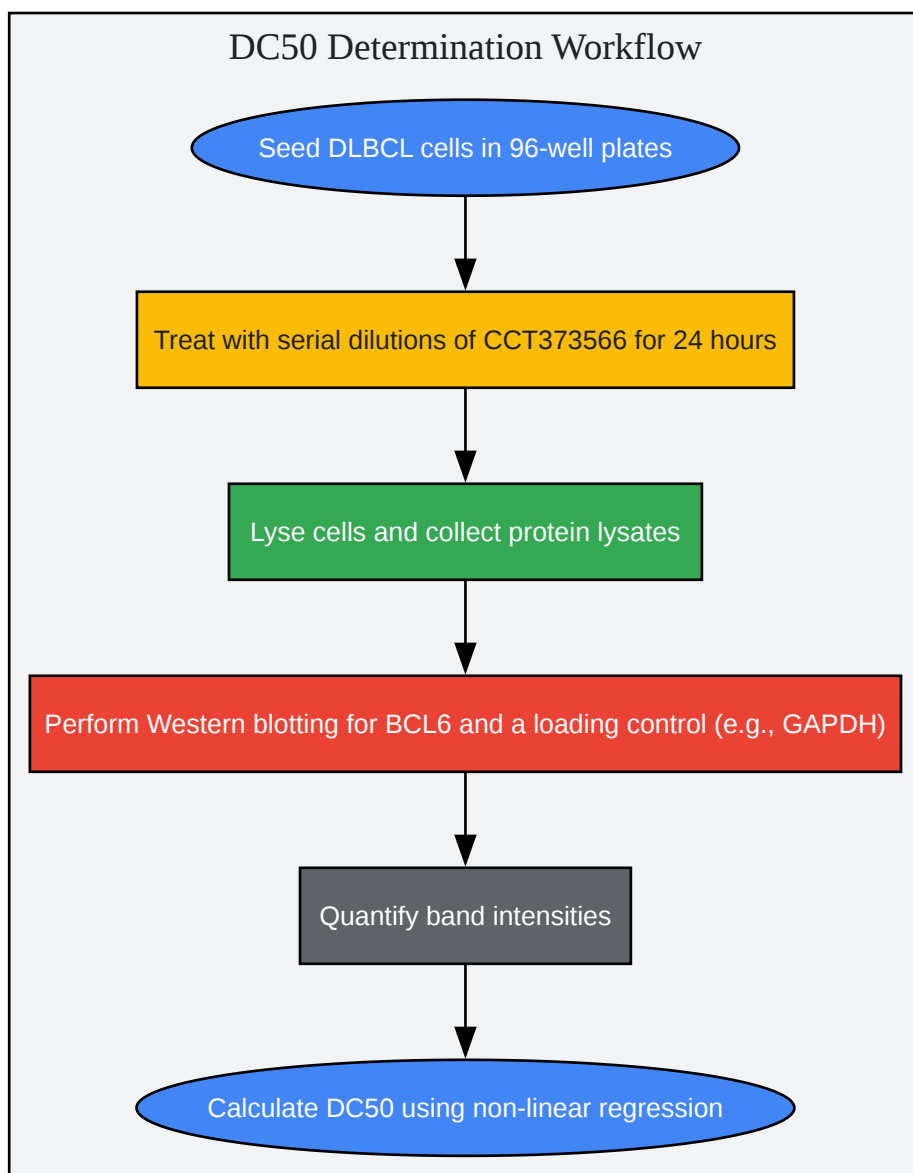 DC50 Determination Workflow
Seed DLBCL cells in 96-well plates
Treat with serial dilutions of CCT373566 for 24 hours
Lyse cells and collect protein lysates
Perform Western blotting for BCL6 and a loading control (e.g., GAPDH)
Quantify band intensities
Calculate DC50 using non-linear regression